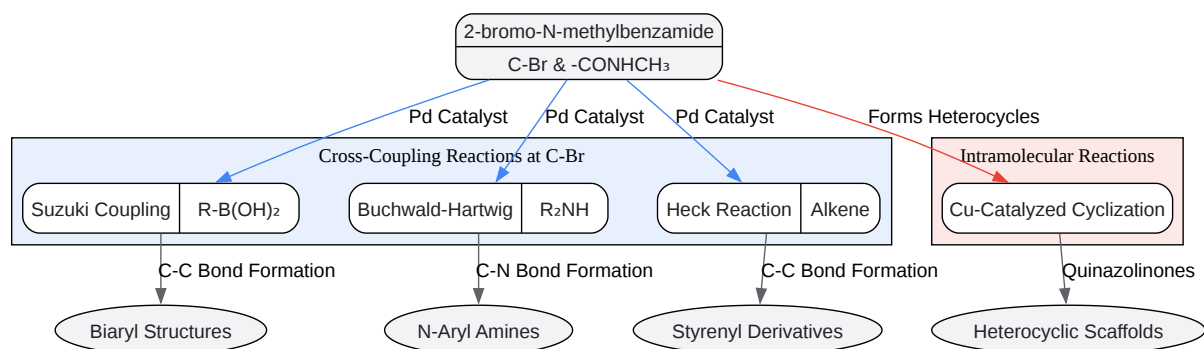 2-bromo-N-methylbenzamide
C-Br & -CONHCH₃
Pd Catalyst
Pd Catalyst
Pd Catalyst
Forms Heterocycles
Cross-Coupling Reactions at C-Br
Intramolecular Reactions
Suzuki Coupling
R-B(OH)₂
Buchwald-Hartwig
R₂NH
Heck Reaction
Alkene
Cu-Catalyzed Cyclization
C-C Bond Formation
C-N Bond Formation
C-C Bond Formation
Quinazolinones
Biaryl Structures
N-Aryl Amines
Styrenyl Derivatives
Heterocyclic Scaffolds